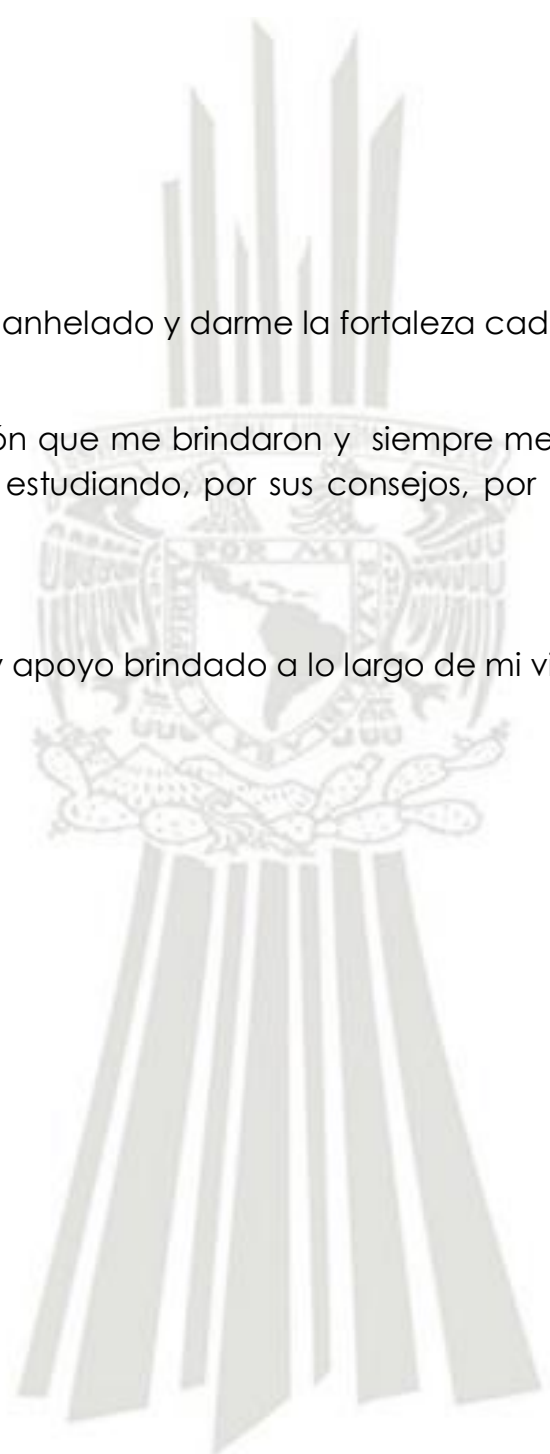 anhelado y darme la fortaleza cad
ón que me brindaron y siempre me
estudiando, por sus consejos, por
POR MI RAZA
y apoyo brindado a lo largo de mi vi